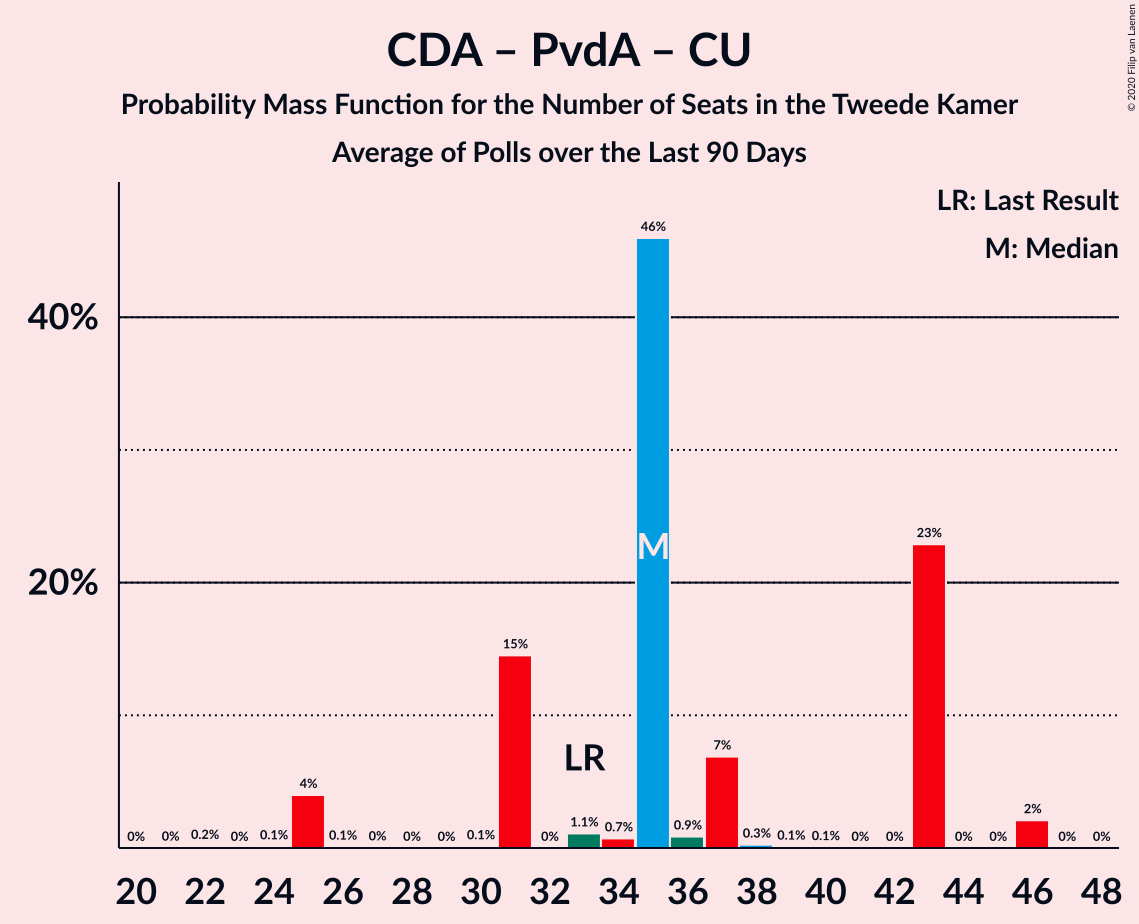 CDA – PvdA – CU
Probability Mass Function for the Number of Seats in the Tweede Kamer
Average of Polls over the Last 90 Days
© 2020 Filip van Laenen
LR: Last Result
M: Median
40%
20%
0% 0% 0.2% 0% 0.1% 4% 0.1% 0% 0% 0% 0.1% 15% 0% 1.1% 0.7% 46% 0.9% 7% 0.3% 0.1% 0.1% 0% 0% 23% 0% 0% 2% 0% 0%
LR
M
20 22 24 26 28 30 32 34 36 38 40 42 44 46 48